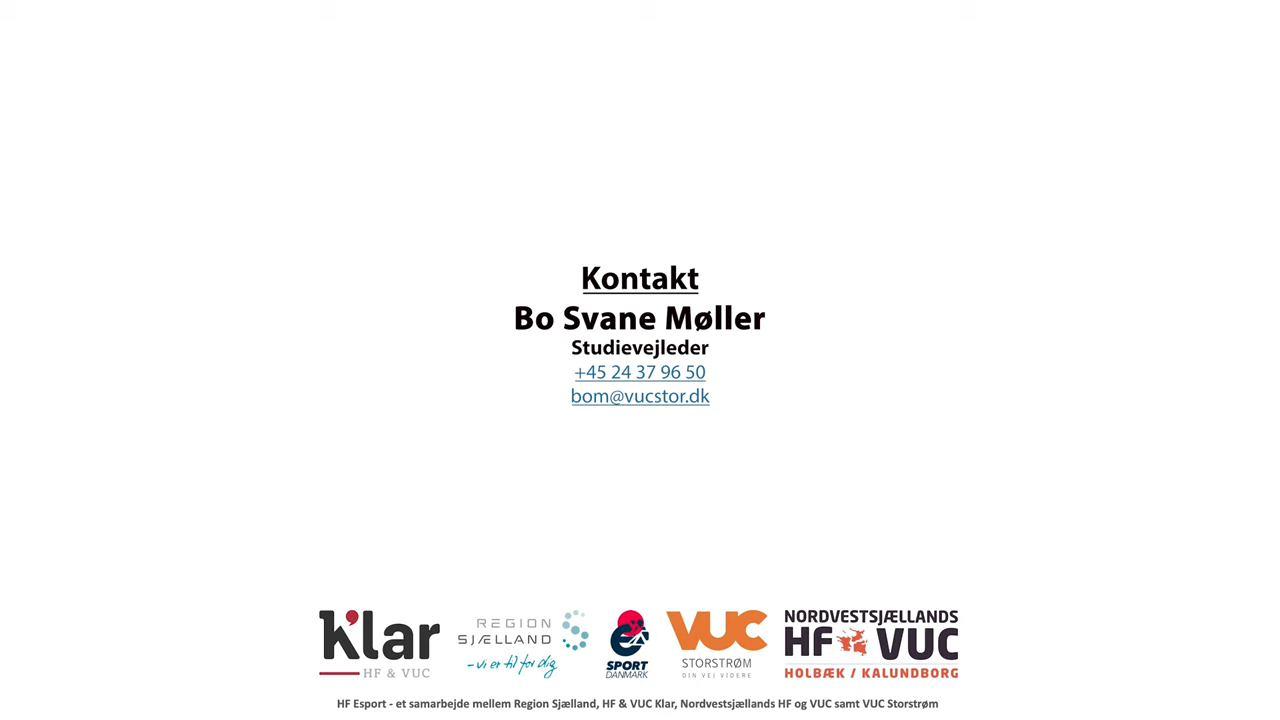 Kontakt
Bo Svane Møller
Studievejleder
+45 24 37 96 50
bom@vucstor.dk
k'lar
HF & VUC
REGION
SJÆLLAND
- vi er til for dig
e
SPORT
DANMARK
VUC
STORSTRØM
DIN VEJ VIDERE
NORDVESTSJÆLLANDS
HF VUC
HOLBÆK / KALUNDBORG
HF Esport - et samarbejde mellem Region Sjælland, HF & VUC Klar, Nordvestsjællands HF og VUC samt VUC Storstrøm